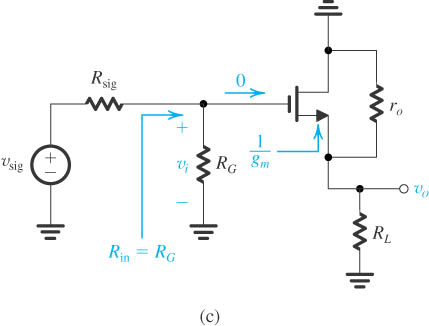 R_sig
0
r_o
v_sig
+
−
+
v_i
−
R_G
1/g_m
v_o
R_in = R_G
R_L
(c)